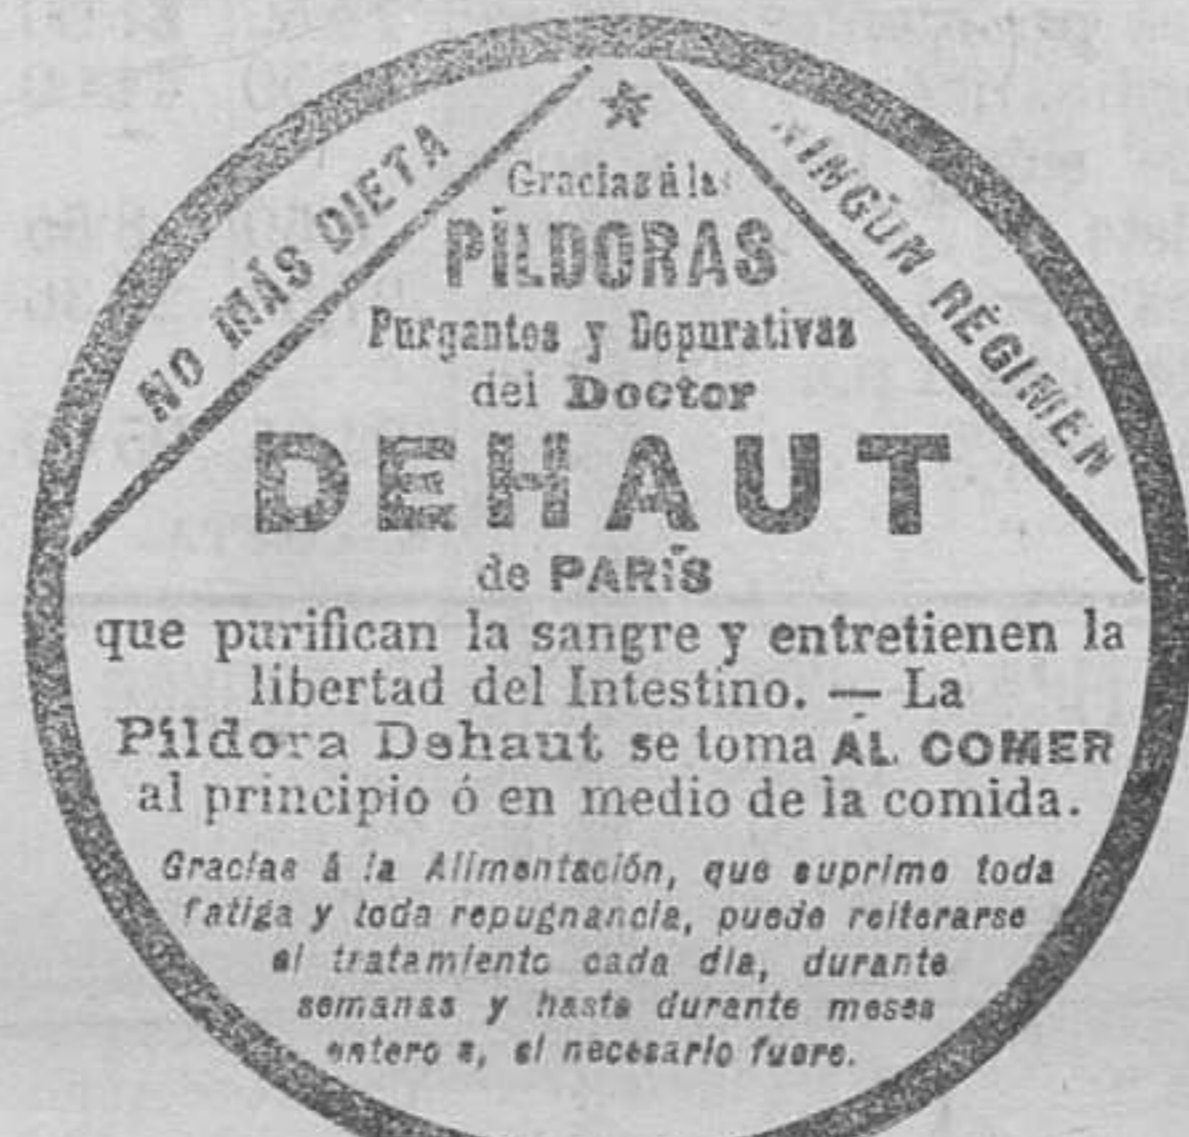 NO MÁS DIETA
NINGÚN RÉGIMEN
Gracias á las
PÍLDORAS
Purgantes y Depurativas
del Doctor
DEHAUT
de PARÍS
que purifican la sangre y entretienen la
libertad del Intestino. — La
Píldora Dehaut se toma AL COMER
al principio ó en medio de la comida.
Gracias á la Alimentación, que suprime toda
fatiga y toda repugnancia, puede reiterarse
el tratamiento cada dia, durante
semanas y hasta durante meses
enteros, si necesario fuere.